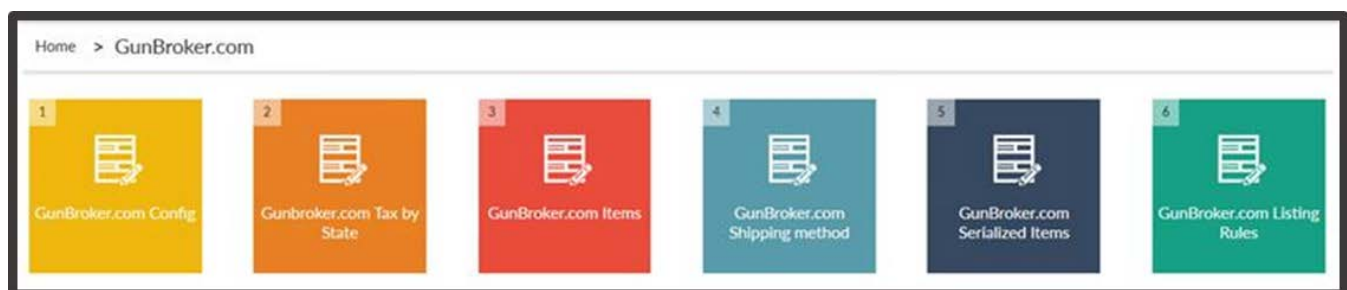 Home > GunBroker.com
1
GunBroker.com Config
2
Gunbroker.com Tax by
State
3
GunBroker.com Items
4
GunBroker.com
Shipping method
5
GunBroker.com
Serialized Items
6
GunBroker.com Listing
Rules